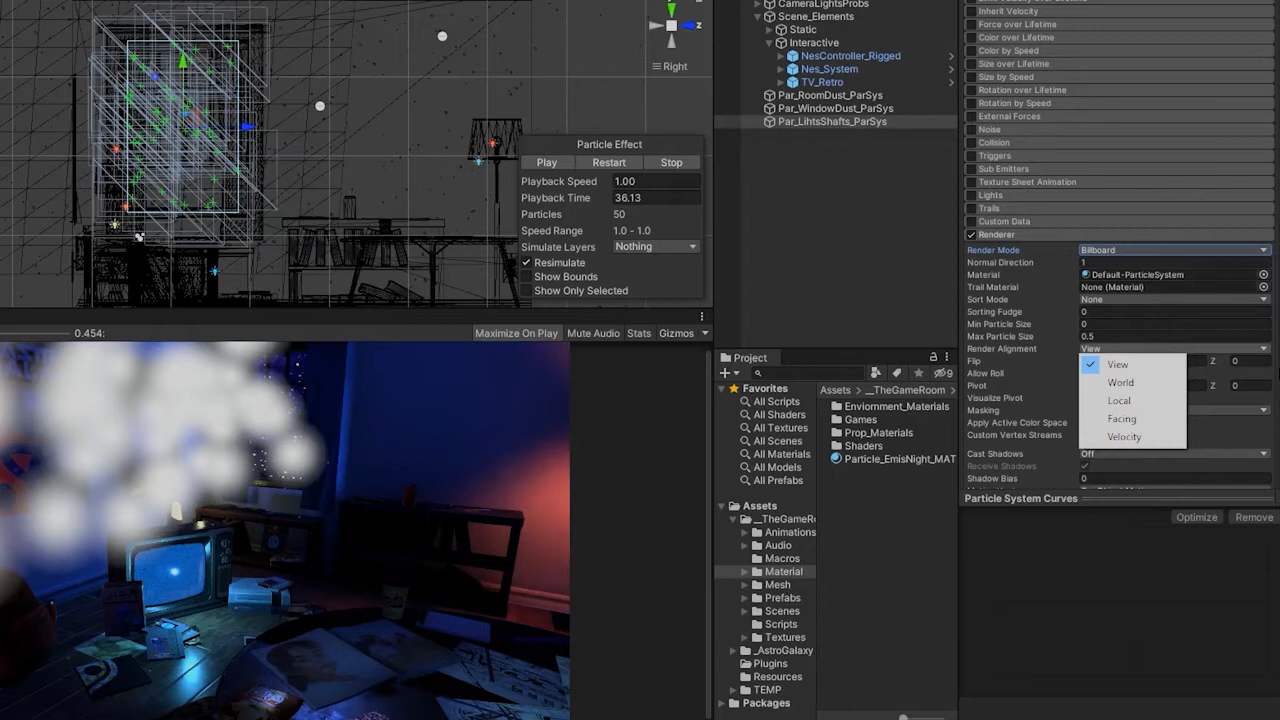 z
Right
Particle Effect
Play
Restart
Stop
Playback Speed
1.00
Playback Time
36.13
Particles
50
Speed Range
1.0 - 1.0
Simulate Layers
Nothing
Resimulate
Show Bounds
Show Only Selected
0.454:
Maximize On Play
Mute Audio
Stats
Gizmos
CameraLightsProbs
Scene_Elements
Static
Interactive
NesController_Rigged
Nes_System
TV_Retro
Par_RoomDust_ParSys
Par_WindowDust_ParSys
Par_LihtsShafts_ParSys
Project
9
Favorites
All Scripts
All Shaders
All Textures
All Scenes
All Materials
All Models
All Prefabs
Assets
__TheGameR
Animations
Audio
Macros
Material
Mesh
Prefabs
Scenes
Scripts
Textures
_AstroGalaxy
Plugins
Resources
TEMP
Packages
Assets
__TheGameRoom
Enviornment_Materials
Games
Prop_Materials
Shaders
Particle_EmisNight_MAT
Inherit Velocity
Force over Lifetime
Color over Lifetime
Color by Speed
Size over Lifetime
Size by Speed
Rotation over Lifetime
Rotation by Speed
External Forces
Noise
Collision
Triggers
Sub Emitters
Texture Sheet Animation
Lights
Trails
Custom Data
Renderer
Render Mode
Billboard
Normal Direction
1
Material
Default-ParticleSystem
Trail Material
None (Material)
Sort Mode
None
Sorting Fudge
0
Min Particle Size
0
Max Particle Size
0.5
Render Alignment
View
Flip
Z
0
Allow Roll
Pivot
Z
0
Visualize Pivot
Masking
Apply Active Color Space
Custom Vertex Streams
View
World
Local
Facing
Velocity
Cast Shadows
Off
Receive Shadows
Shadow Bias
0
Particle System Curves
Optimize
Remove